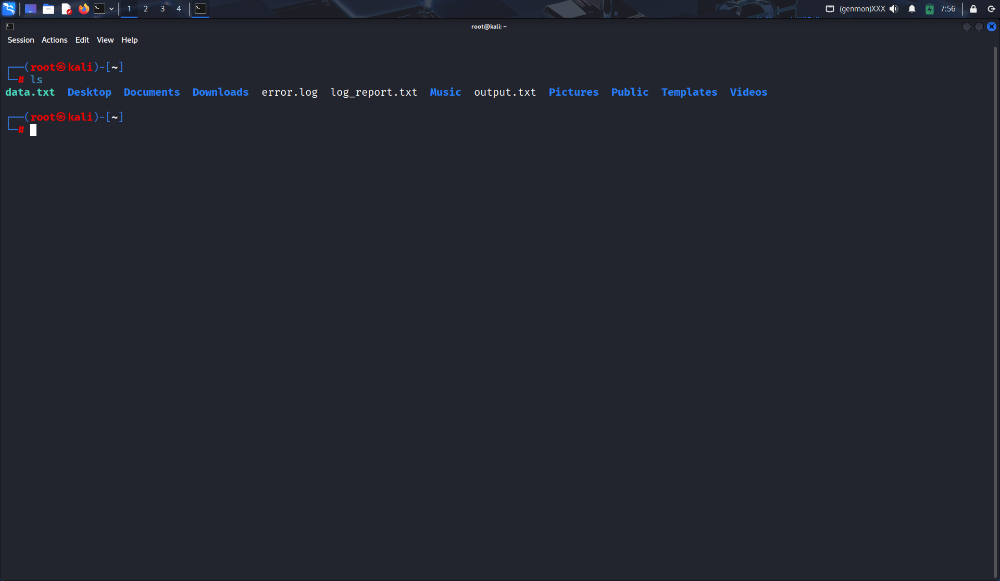 1 2 3 4 (genmon)XXX 7:56
root@kali: ~
Session Actions Edit View Help
┌──(root㉿kali)-[~]
└─# ls
data.txt Desktop Documents Downloads error.log log_report.txt Music output.txt Pictures Public Templates Videos
┌──(root㉿kali)-[~]
└─#